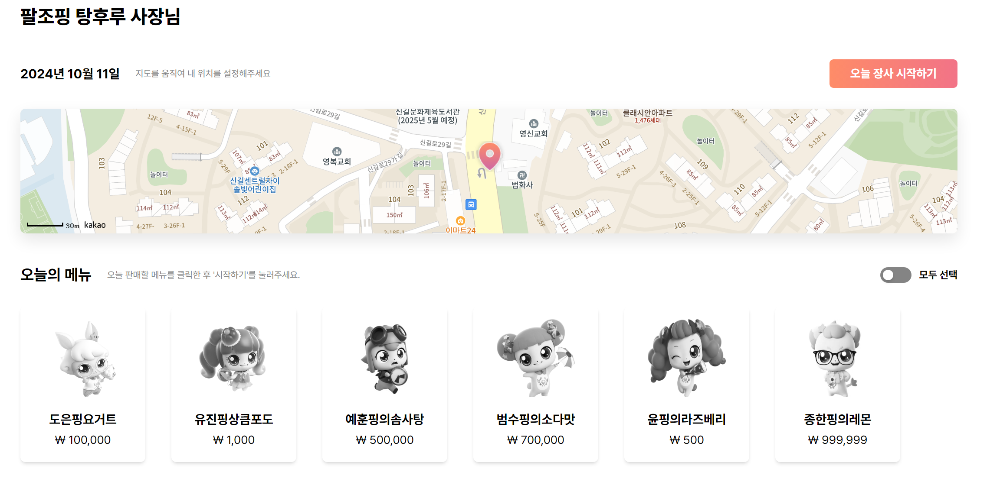 팔조핑 탕후루 사장님
2024년 10월 11일
지도를 움직여 내 위치를 설정해주세요
오늘 장사 시작하기
83㎡
12F-5
4-15F-1
신길로29길
신길문화체육도서관
(2025년 5월 예정)
신
영신교회
놀이터
클래시안아파트
1,476세대
4-29F-1
112
85㎡
85㎡
5-12F-1
신길로
103
놀이터
104
114㎡
112㎡
4-27F-
3-26F-1
101
107㎡
83㎡
5-29F
2-18F-1
신길센트럴자이
솔빛어린이집
112
113㎡
112㎡
114㎡
영복교회
신길로29길
신길로29가길
놀이터
103
106㎡
2-17F-1
104
150㎡
2-18F-1
이마트24
법화사
102
112㎡
112㎡
111㎡
5-29F-1
5-25F
101
112㎡
112㎡
놀이터
109
85㎡
4-26F-3
2-25F-1
110
85㎡
85㎡
5-12F-1
108
106
80㎡
놀이터
104
113㎡
112㎡
113㎡
113㎡
5-26F-4
30m
kakao
오늘의 메뉴
오늘 판매할 메뉴를 클릭한 후 '시작하기'를 눌러주세요.
모두 선택
도은핑요거트
₩ 100,000
유진핑상큼포도
₩ 1,000
예훈핑의솜사탕
₩ 500,000
범수핑의소다맛
₩ 700,000
윤핑의라즈베리
₩ 500
종한핑의레몬
₩ 999,999